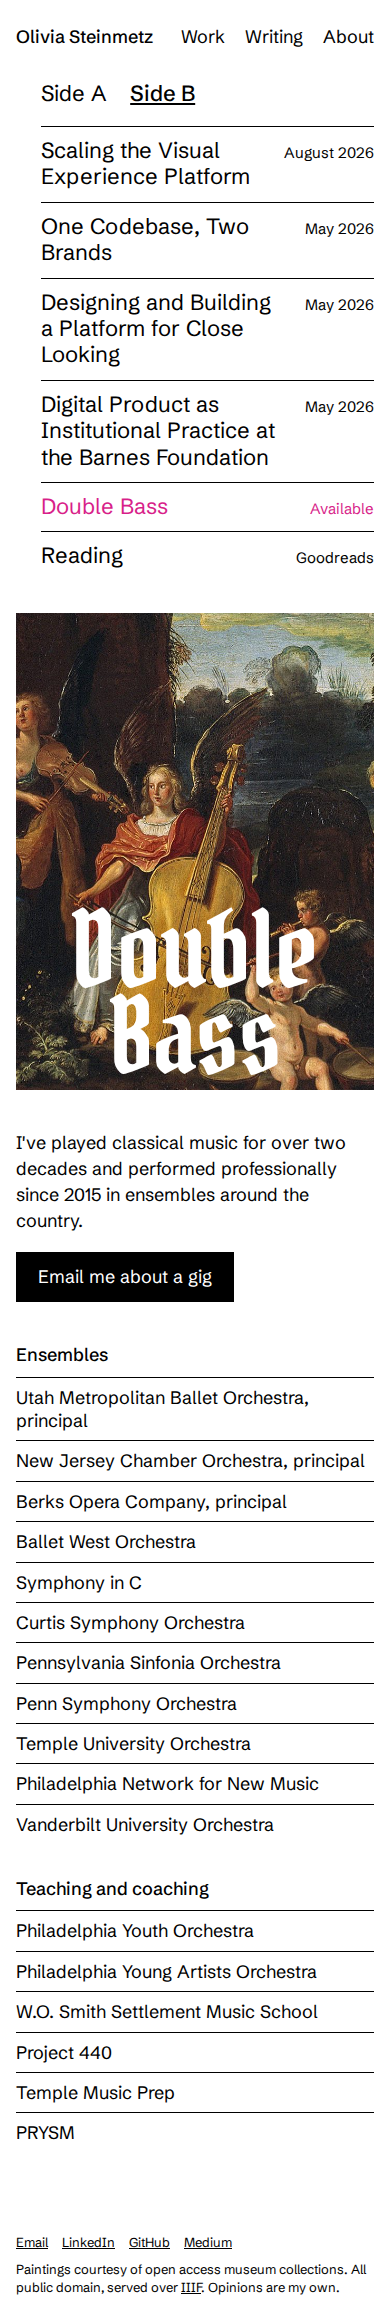 Olivia Steinmetz Work Writing About
Side A Side B
Scaling the Visual August 2026
Experience Platform
One Codebase, Two May 2026
Brands
Designing and Building May 2026
a Platform for Close
Looking
Digital Product as May 2026
Institutional Practice at
the Barnes Foundation
Double Bass Available
Reading Goodreads
Double
Bass
I've played classical music for over two
decades and performed professionally
since 2015 in ensembles around the
country.
Email me about a gig
Ensembles
Utah Metropolitan Ballet Orchestra,
principal
New Jersey Chamber Orchestra, principal
Berks Opera Company, principal
Ballet West Orchestra
Symphony in C
Curtis Symphony Orchestra
Pennsylvania Sinfonia Orchestra
Penn Symphony Orchestra
Temple University Orchestra
Philadelphia Network for New Music
Vanderbilt University Orchestra
Teaching and coaching
Philadelphia Youth Orchestra
Philadelphia Young Artists Orchestra
W.O. Smith Settlement Music School
Project 440
Temple Music Prep
PRYSM
Email LinkedIn GitHub Medium
Paintings courtesy of open access museum collections. All
public domain, served over IIIF. Opinions are my own.